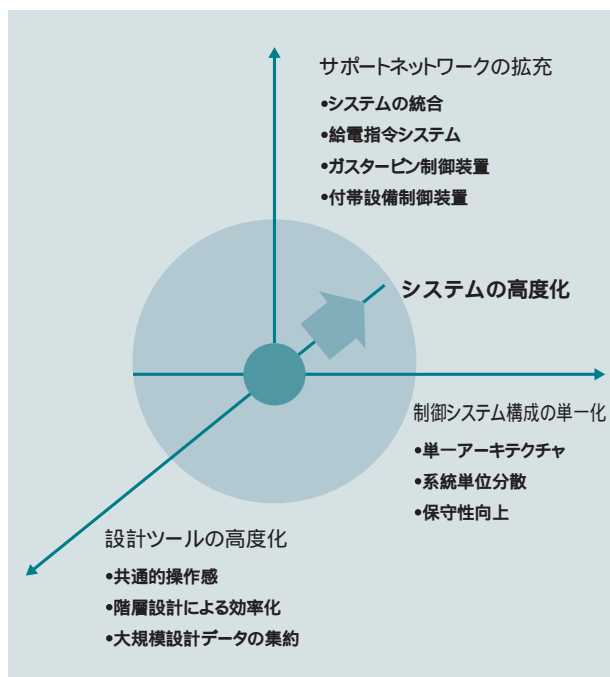 サポートネットワークの拡充
•システムの統合
•給電指令システム
•ガスタービン制御装置
•付帯設備制御装置
システムの高度化
制御システム構成の単一化
•単一アーキテクチャ
•系統単位分散
•保守性向上
設計ツールの高度化
•共通的操作感
•階層設計による効率化
•大規模設計データの集約